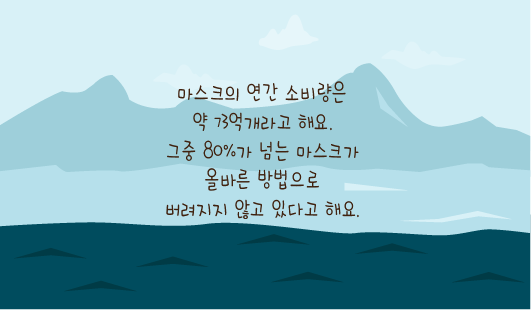 마스크의 연간 소비량은
약 73억개라고 해요.
그중 80%가 넘는 마스크가
올바른 방법으로
버려지지 않고 있다고 해요.